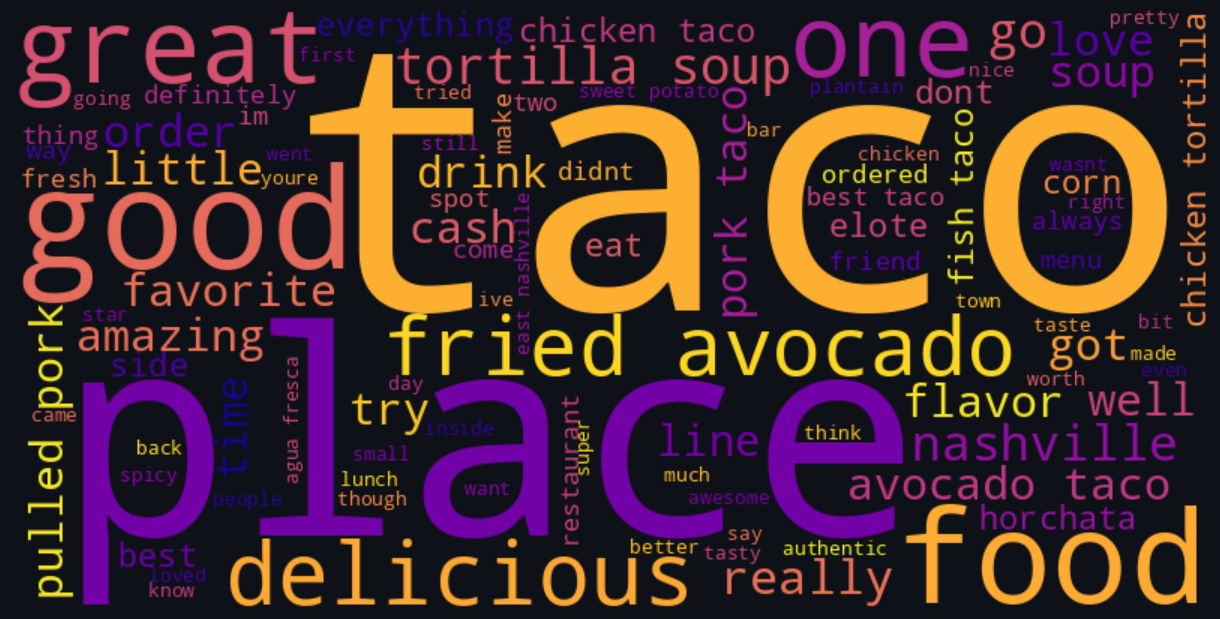 great
everything
chicken taco
one
go
love
pretty
first
tortilla soup
nice
soup
chicken tortilla
going
definitely
im
tried
make
two
sweet potato
plantain
dont
taco
thing
order
way
still
bar
pork taco
fish taco
fresh
little
went
youre
drink
didnt
chicken
ordered
wasnt
corn
right
good
spot
cash
come
east nashville
eat
best taco
elote
always
friend
menu
favorite
ive
town
star
amazing
pulled pork
fried avocado
taste
bit
got
made
even
side
place
agua fresca
day
worth
time
try
flavor
well
came
back
inside
restaurant
super
line
think
nashville
spicy
small
lunch
want
much
avocado taco
people
though
awesome
horchata
food
best
loved
know
delicious
better
say
tasty
authentic
really